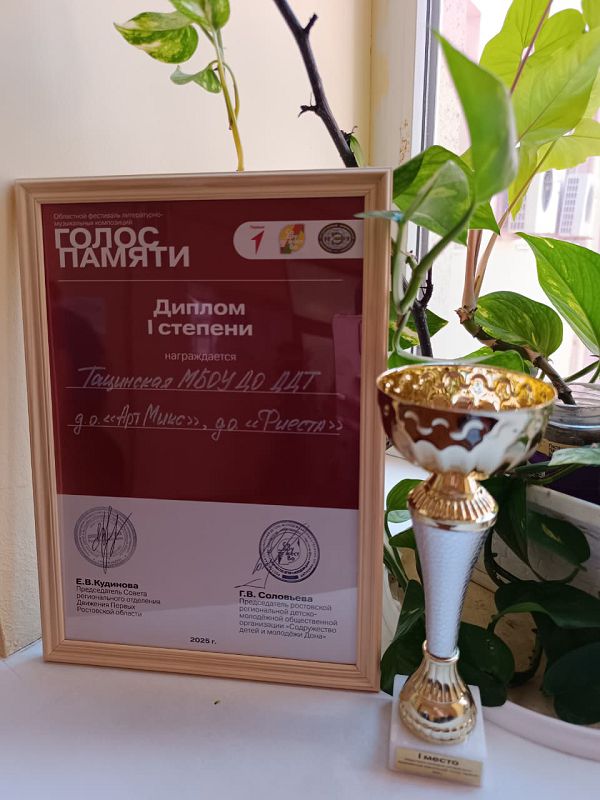 Областной фестиваль литературно-
музыкальных композиций
ГОЛОС
ПАМЯТИ
Диплом
I степени
награждается
Тацинская МБОУ ДО ДДТ
д.о. «Арт Микс», д.о. «Фиеста»
Е.В.Кудинова
Председатель Совета
регионального отделения
Движения Первых
Ростовской области
Г.В. Соловьева
Председатель ростовской
региональной детско-
молодёжной общественной
организации «Содружество
детей и молодёжи Дона»
2025 г.
I место